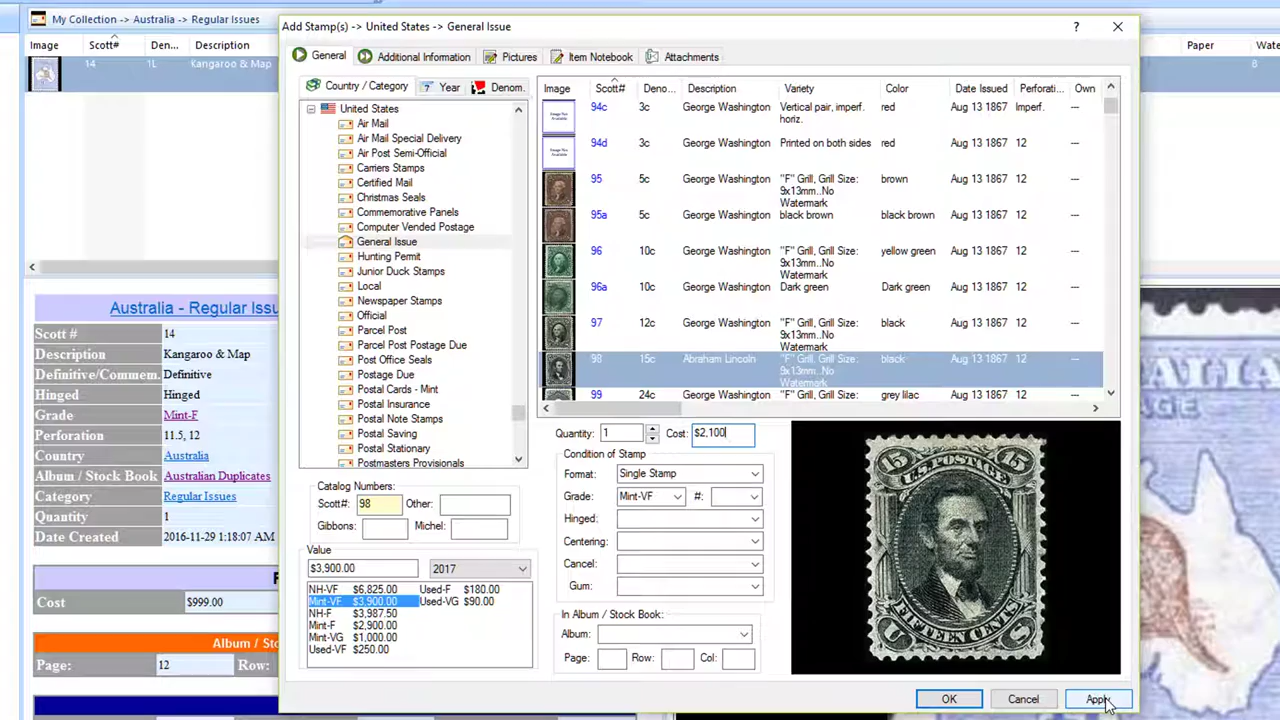 My Collection -> Australia -> Regular Issues
Image Scott# Den... Description
14 1L Kangaroo & Map
Paper Wate
8
Australia - Regular Issu
Scott # 14
Description Kangaroo & Map
Definitive/Commem. Definitive
Hinged Hinged
Grade Mint-F
Perforation 11.5, 12
Country Australia
Album / Stock Book Australian Duplicates
Category Regular Issues
Quantity 1
Date Created 2016-11-29 1:18:07 AM
Cost $999.00
Album / Sto
Page: 12 Row:
Add Stamp(s) -> United States -> General Issue
? 
General Additional Information Pictures Item Notebook Attachments
Country / Category Year Denom.
United States
Air Mail
Air Mail Special Delivery
Air Post Semi-Official
Carriers Stamps
Certified Mail
Christmas Seals
Commemorative Panels
Computer Vended Postage
General Issue
Hunting Permit
Junior Duck Stamps
Local
Newspaper Stamps
Official
Parcel Post
Parcel Post Postage Due
Post Office Seals
Postage Due
Postal Cards - Mint
Postal Insurance
Postal Note Stamps
Postal Saving
Postal Stationary
Postmasters Provisionals
Image Scott# Deno... Description Variety Color Date Issued Perforati... Own
94c 3c George Washington Vertical pair, imperf. horiz. red Aug 13 1867 Imperf. ---
94d 3c George Washington Printed on both sides red Aug 13 1867 12 ---
95 5c George Washington "F" Grill, Grill Size: 9x13mm..No Watermark brown Aug 13 1867 12 ---
95a 5c George Washington black brown black brown Aug 13 1867 12 ---
96 10c George Washington "F" Grill, Grill Size: 9x13mm..No Watermark yellow green Aug 13 1867 12 ---
96a 10c George Washington Dark green Dark green Aug 13 1867 12 ---
97 12c George Washington "F" Grill, Grill Size: 9x13mm..No Watermark black Aug 13 1867 12 ---
98 15c Abraham Lincoln "F" Grill, Grill Size: 9x13mm..No Watermark black Aug 13 1867 12 ---
99 24c George Washington "F" Grill, Grill Size: grey lilac Aug 13 1867 12 ---
Catalog Numbers:
Scott#: 98 Other:
Gibbons: Michel:
Value
$3,900.00 2017
NH-VF $6,825.00 Used-F $180.00
Mint-VF $3,900.00 Used-VG $90.00
NH-F $3,987.50
Mint-F $2,900.00
Mint-VG $1,000.00
Used-VF $250.00
Quantity: 1 Cost: $2,100
Condition of Stamp
Format: Single Stamp
Grade: Mint-VF #:
Hinged:
Centering:
Cancel:
Gum:
In Album / Stock Book:
Album:
Page: Row: Col:
15 U.S. POSTAGE 15
U FIFTEEN CENTS S
OK Cancel Apply